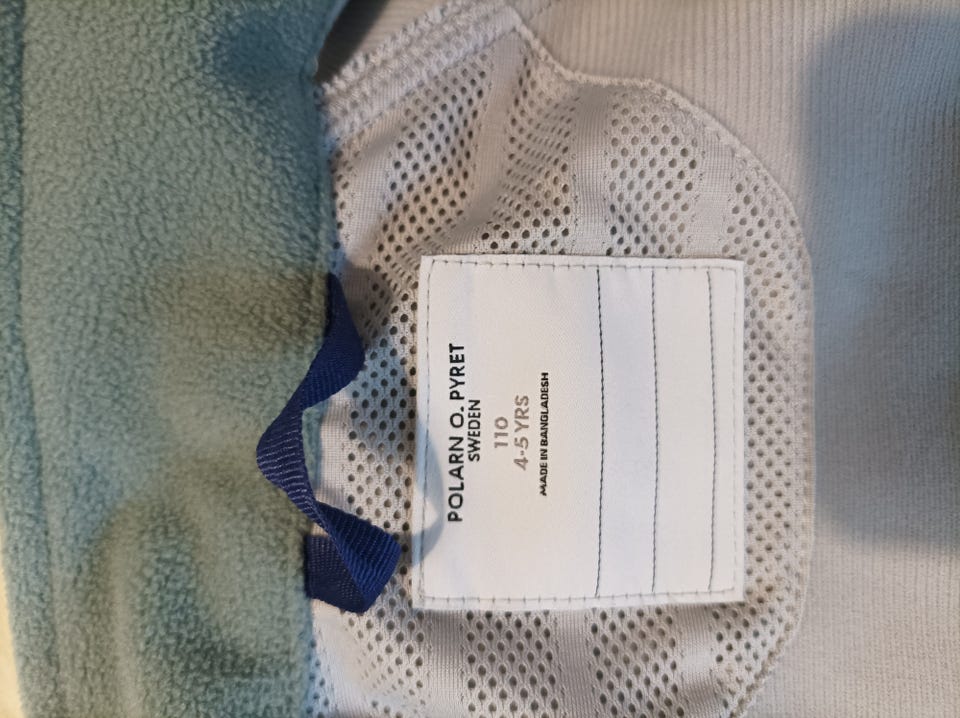 POLARN O. PYRET
SWEDEN
110
4-5 YRS
MADE IN BANGLADESH